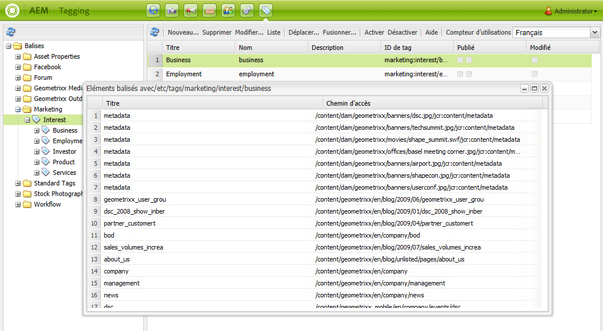 AEM Tagging
Administrator
Nouveau... Supprimer Modifier... Liste Déplacer... Fusionner... Activer Désactiver Aide Compteur d'utilisations Français
Balises
Asset Properties
Facebook
Forum
Geometrixx Medi
Geometrixx Outd
Marketing
Interest
Business
Employme
Investor
Product
Services
Standard Tags
Stock Photograph
Workflow
Titre Nom Description ID de tag Publié Modifié
1 Business business marketing:interest/b...
2 Employment employment marketing:interest/e...
Eléments balisés avec/etc/tags/marketing/interest/business
Titre Chemin d'accès
1 metadata /content/dam/geometrixx/banners/dsc.jpg/jcr:content/metadata
2 metadata /content/dam/geometrixx/banners/techsummit.jpg/jcr:content/metadata
3 metadata /content/dam/geometrixx/movies/shape_summit.swf/jcr:content/metadata
4 metadata /content/dam/geometrixx/offices/basel meeting corner.jpg/jcr:content/m...
5 metadata /content/dam/geometrixx/banners/airport.jpg/jcr:content/metadata
6 metadata /content/dam/geometrixx/banners/shapecon.jpg/jcr:content/metadata
7 metadata /content/dam/geometrixx/banners/userconf.jpg/jcr:content/metadata
8 geometrixx_user_grou /content/geometrixx/en/blog/2009/06/geometrixx_user_grou
9 dsc_2008_show_inber /content/geometrixx/en/blog/2009/01/dsc_2008_show_inber
10 partner_customert /content/geometrixx/en/blog/2009/04/partner_customert
11 bod /content/geometrixx/en/company/bod
12 sales_volumes_increa /content/geometrixx/en/blog/2009/07/sales_volumes_increa
13 about_us /content/geometrixx/en/blog/unlisted/pages/about_us
14 company /content/geometrixx/en/company
15 management /content/geometrixx/en/company/management
16 news /content/geometrixx/en/company/news
17 dsc /content/geometrixx_mobile/en/company/events/dsc